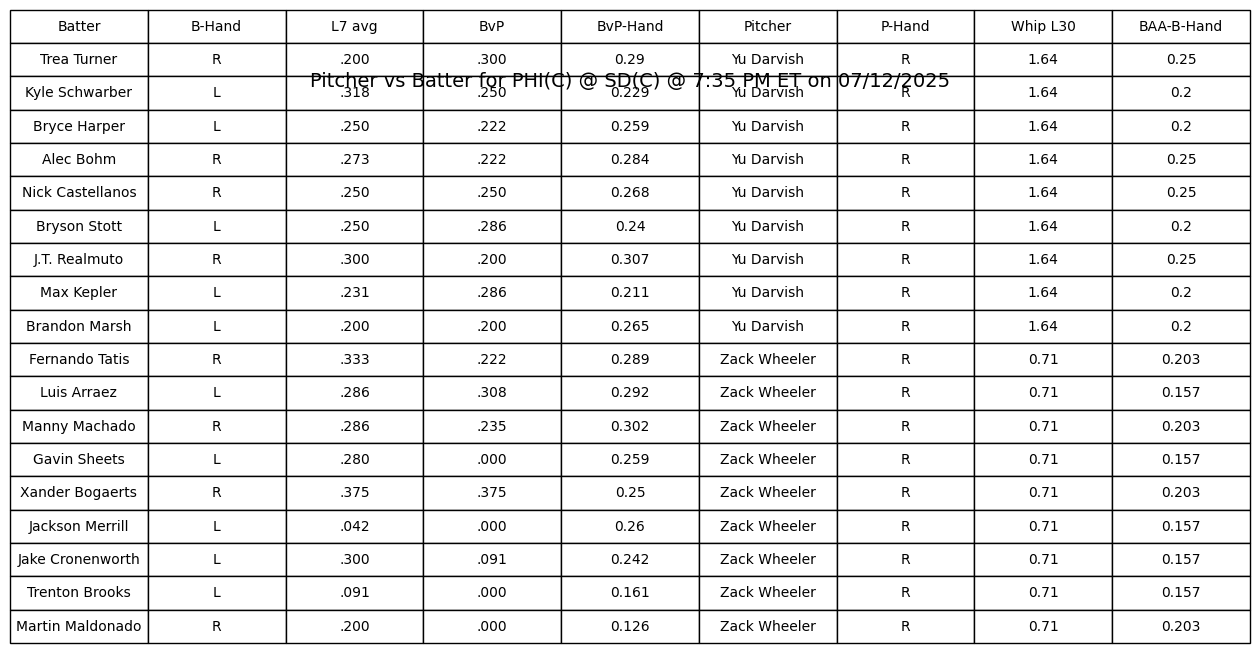 Batter B-Hand L7 avg BvP BvP-Hand Pitcher P-Hand Whip L30 BAA-B-Hand
Trea Turner R .200 .300 0.29 Yu Darvish R 1.64 0.25
Pitcher vs Batter for PHI(C) @ SD(C) @ 7:35 PM ET on 07/12/2025
Kyle Schwarber L .318 .250 0.229 Yu Darvish R 1.64 0.2
Bryce Harper L .250 .222 0.259 Yu Darvish R 1.64 0.2
Alec Bohm R .273 .222 0.284 Yu Darvish R 1.64 0.25
Nick Castellanos R .250 .250 0.268 Yu Darvish R 1.64 0.25
Bryson Stott L .250 .286 0.24 Yu Darvish R 1.64 0.2
J.T. Realmuto R .300 .200 0.307 Yu Darvish R 1.64 0.25
Max Kepler L .231 .286 0.211 Yu Darvish R 1.64 0.2
Brandon Marsh L .200 .200 0.265 Yu Darvish R 1.64 0.2
Fernando Tatis R .333 .222 0.289 Zack Wheeler R 0.71 0.203
Luis Arraez L .286 .308 0.292 Zack Wheeler R 0.71 0.157
Manny Machado R .286 .235 0.302 Zack Wheeler R 0.71 0.203
Gavin Sheets L .280 .000 0.259 Zack Wheeler R 0.71 0.157
Xander Bogaerts R .375 .375 0.25 Zack Wheeler R 0.71 0.203
Jackson Merrill L .042 .000 0.26 Zack Wheeler R 0.71 0.157
Jake Cronenworth L .300 .091 0.242 Zack Wheeler R 0.71 0.157
Trenton Brooks L .091 .000 0.161 Zack Wheeler R 0.71 0.157
Martin Maldonado R .200 .000 0.126 Zack Wheeler R 0.71 0.203